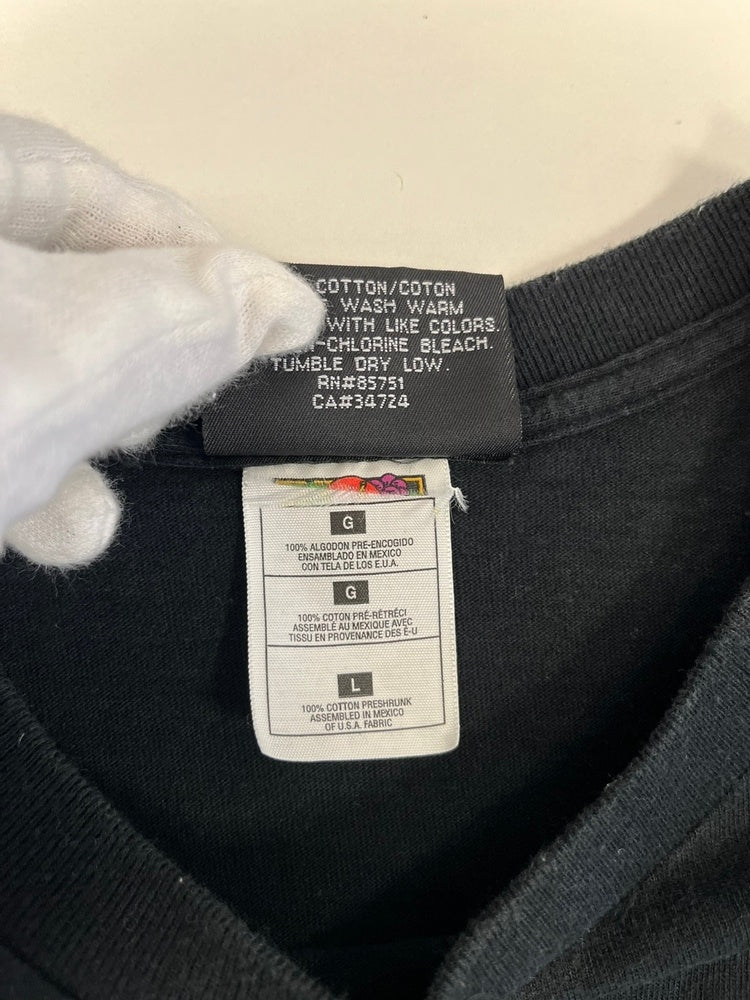 COTTON/COTON
WASH WARM
WITH LIKE COLORS.
-CHLORINE BLEACH.
TUMBLE DRY LOW.
RN#85751
CA#34724
G
100% ALGODON PRE-ENCOGIDO
ENSAMBLADO EN MEXICO
CON TELA DE LOS E.U.A.
G
100% COTON PRÉ-RÉTRÉCI
ASSEMBLÉ AU MEXIQUE AVEC
TISSU EN PROVENANCE DES É-U
L
100% COTTON PRESHRUNK
ASSEMBLED IN MEXICO
OF U.S.A. FABRIC